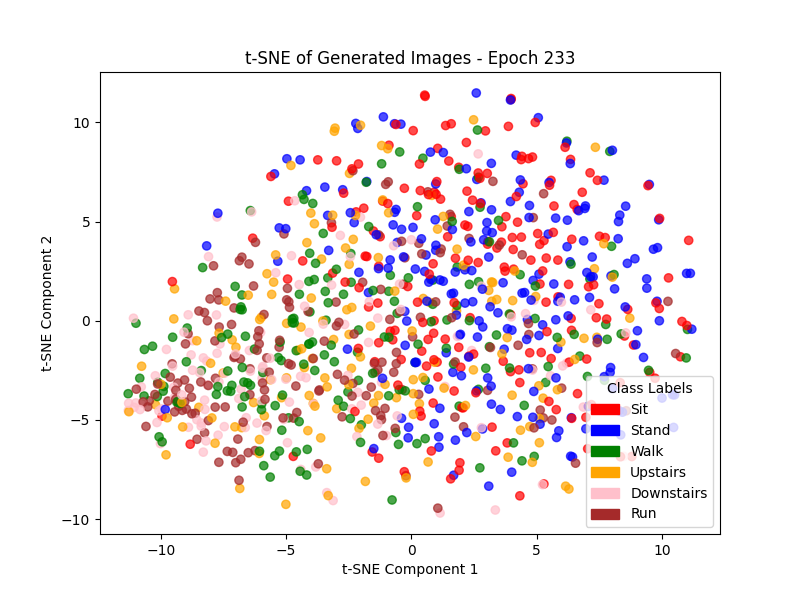 t-SNE of Generated Images - Epoch 233
t-SNE Component 2
10
5
0
−5
−10
Class Labels
Sit
Stand
Walk
Upstairs
Downstairs
Run
−10
−5
0
5
10
t-SNE Component 1